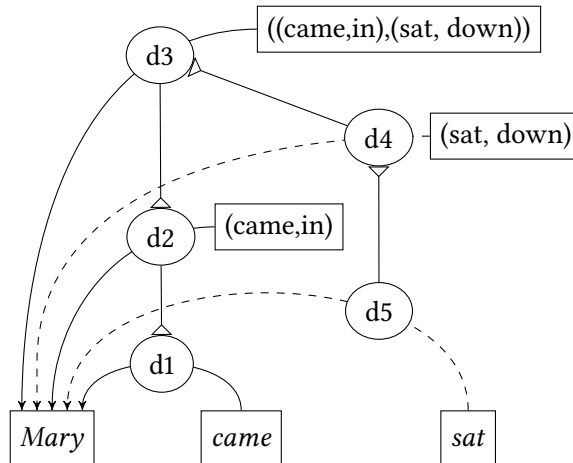 ((came,in),(sat, down))
d3
d4
(sat, down)
d2
(came,in)
d5
d1
Mary
came
sat